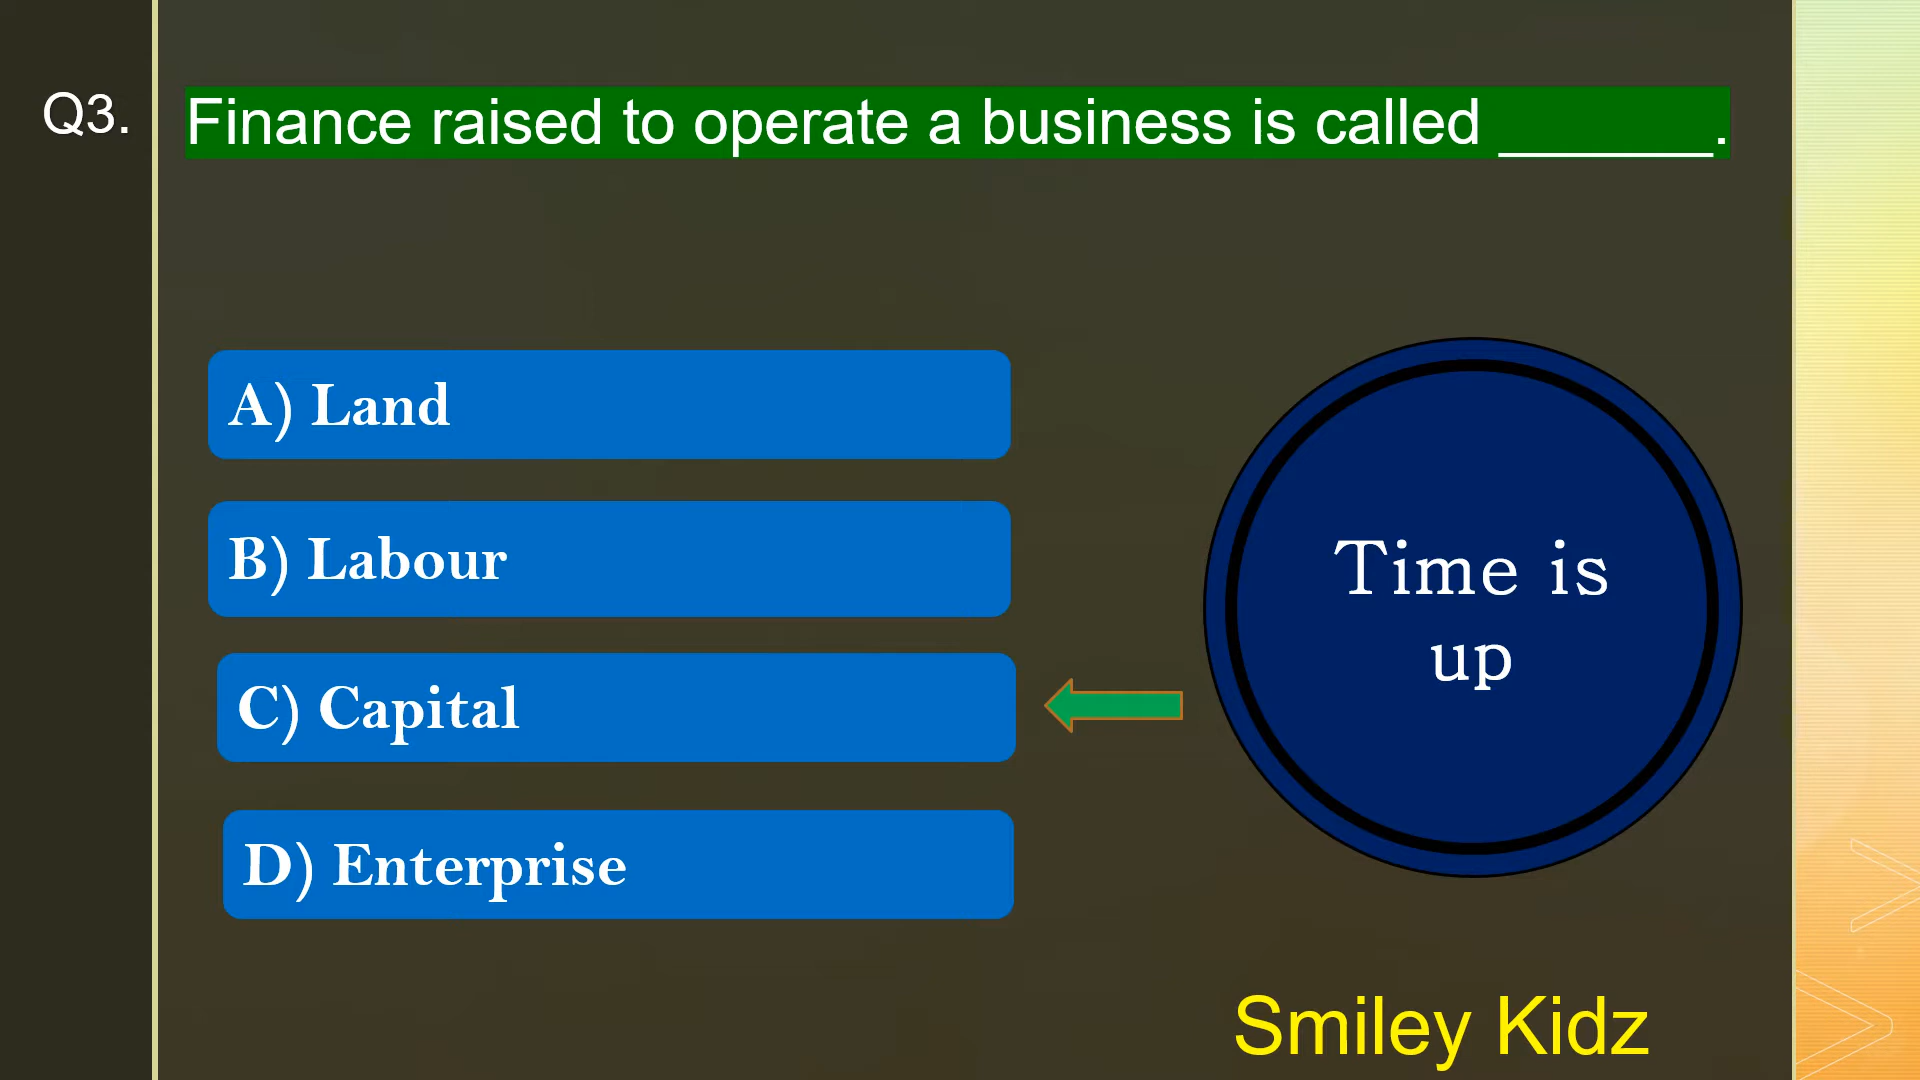 Q3.
Finance raised to operate a business is called ______.
A) Land
B) Labour
C) Capital
D) Enterprise
Time is
up
Smiley Kidz